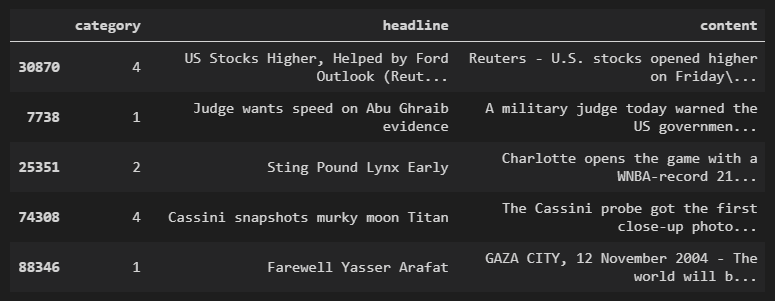 category headline content
30870 4 US Stocks Higher, Helped by Ford Reuters - U.S. stocks opened higher
Outlook (Reut... on Friday\...
7738 1 Judge wants speed on Abu Ghraib A military judge today warned the
evidence US governmen...
25351 2 Sting Pound Lynx Early Charlotte opens the game with a
WNBA-record 21...
74308 4 Cassini snapshots murky moon Titan The Cassini probe got the first
close-up photo...
88346 1 Farewell Yasser Arafat GAZA CITY, 12 November 2004 - The
world will b...